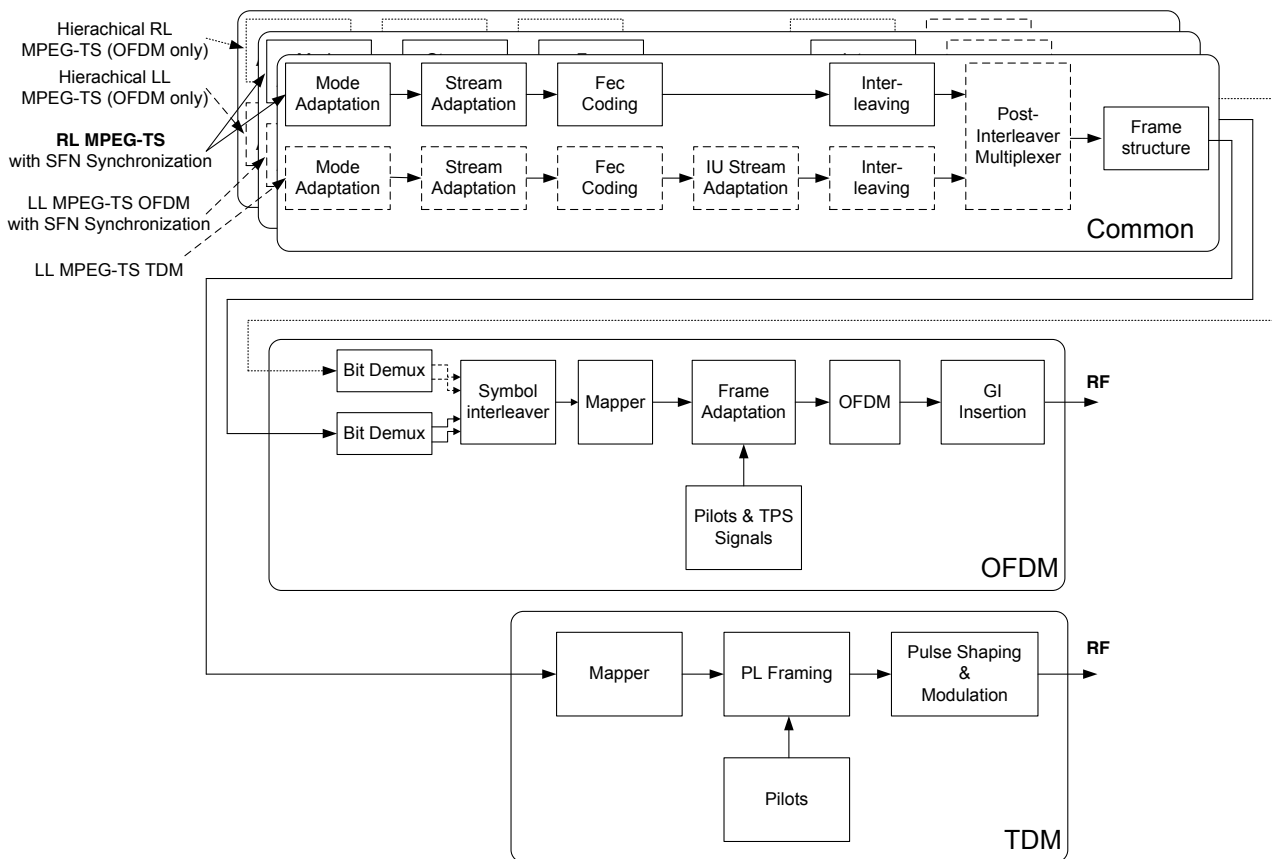 Hierarchical RL
MPEG-TS (OFDM only)
Hierachical LL
MPEG-TS (OFDM only)
RL MPEG-TS
with SFN Synchronization
LL MPEG-TS OFDM
with SFN Synchronization
LL MPEG-TS TDM
Mode
Adaptation
Stream
Adaptation
Fec
Coding
Inter-
leaving
Post-
Interleaver
Multiplexer
Frame
structure
Mode
Adaptation
Stream
Adaptation
Fec
Coding
IU Stream
Adaptation
Inter-
leaving
Common
Bit Demux
Bit Demux
Symbol
interleaver
Mapper
Frame
Adaptation
OFDM
GI
Insertion
RF
Pilots & TPS
Signals
OFDM
Mapper
PL Framing
Pulse Shaping
&
Modulation
RF
Pilots
TDM